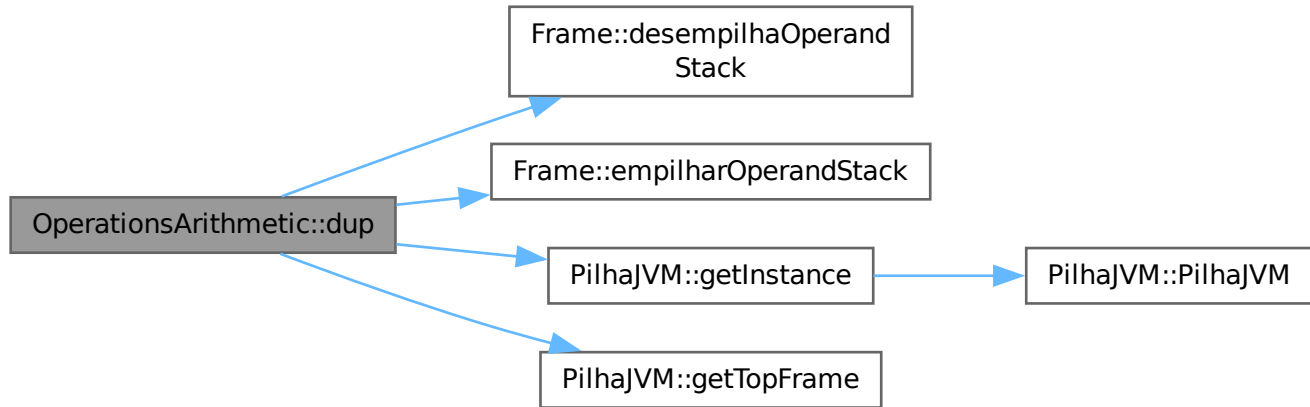 Frame::desempilhaOperand
Stack
Frame::empilharOperandStack
OperationsArithmetic::dup
PilhaJVM::getInstance
PilhaJVM::PilhaJVM
PilhaJVM::getTopFrame